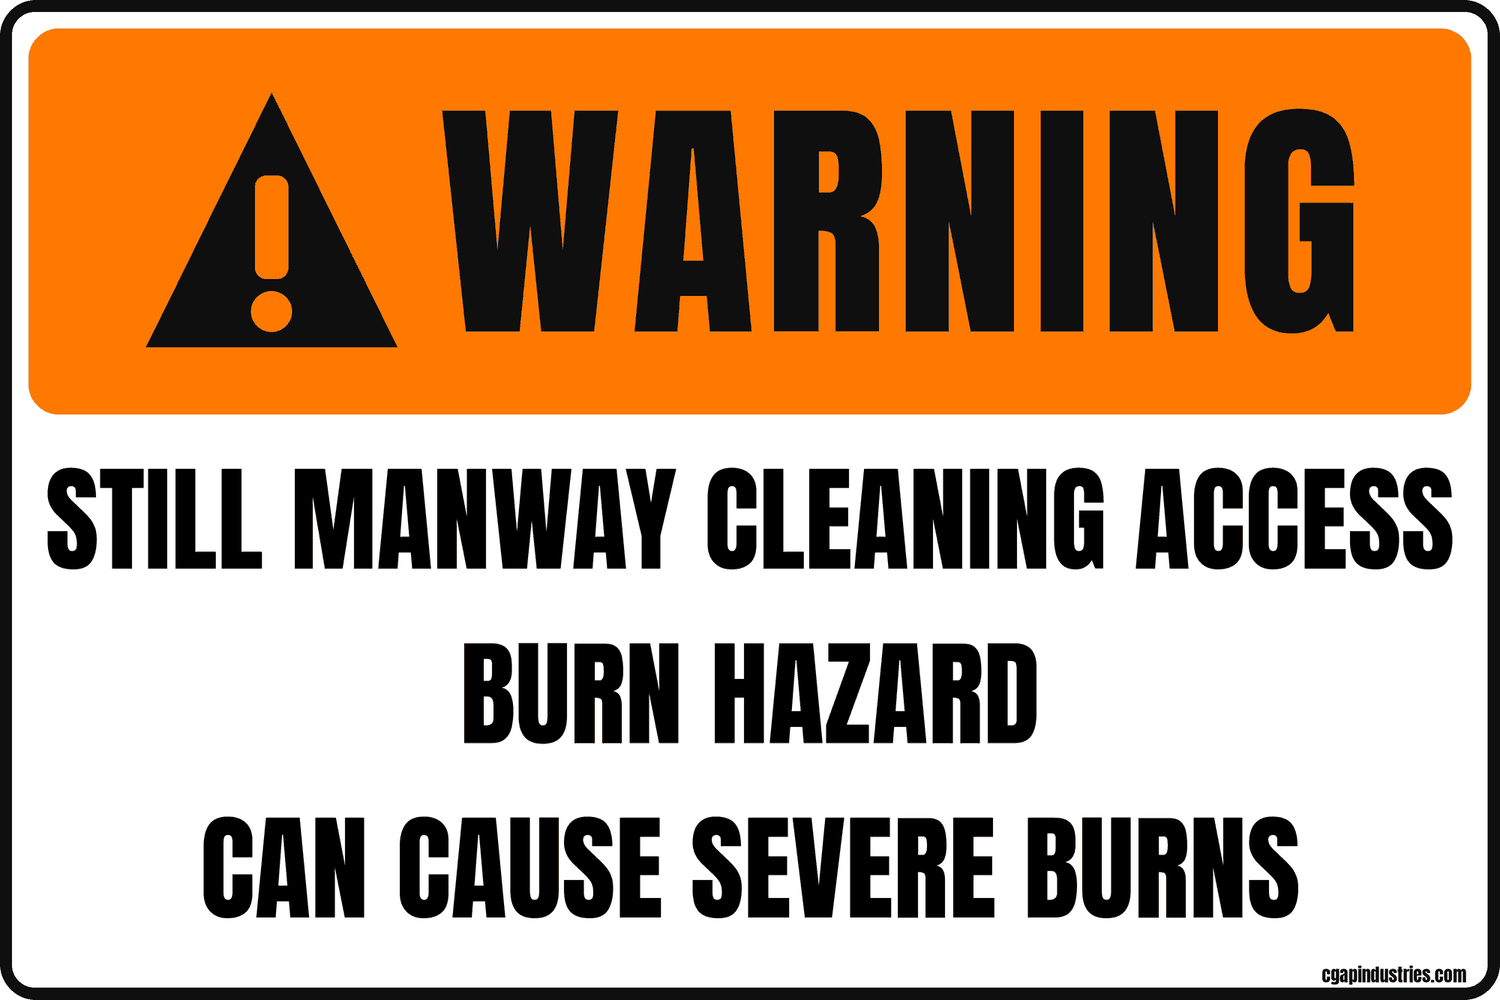 WARNING
STILL MANWAY CLEANING ACCESS
BURN HAZARD
CAN CAUSE SEVERE BURNS
cgapindustries.com